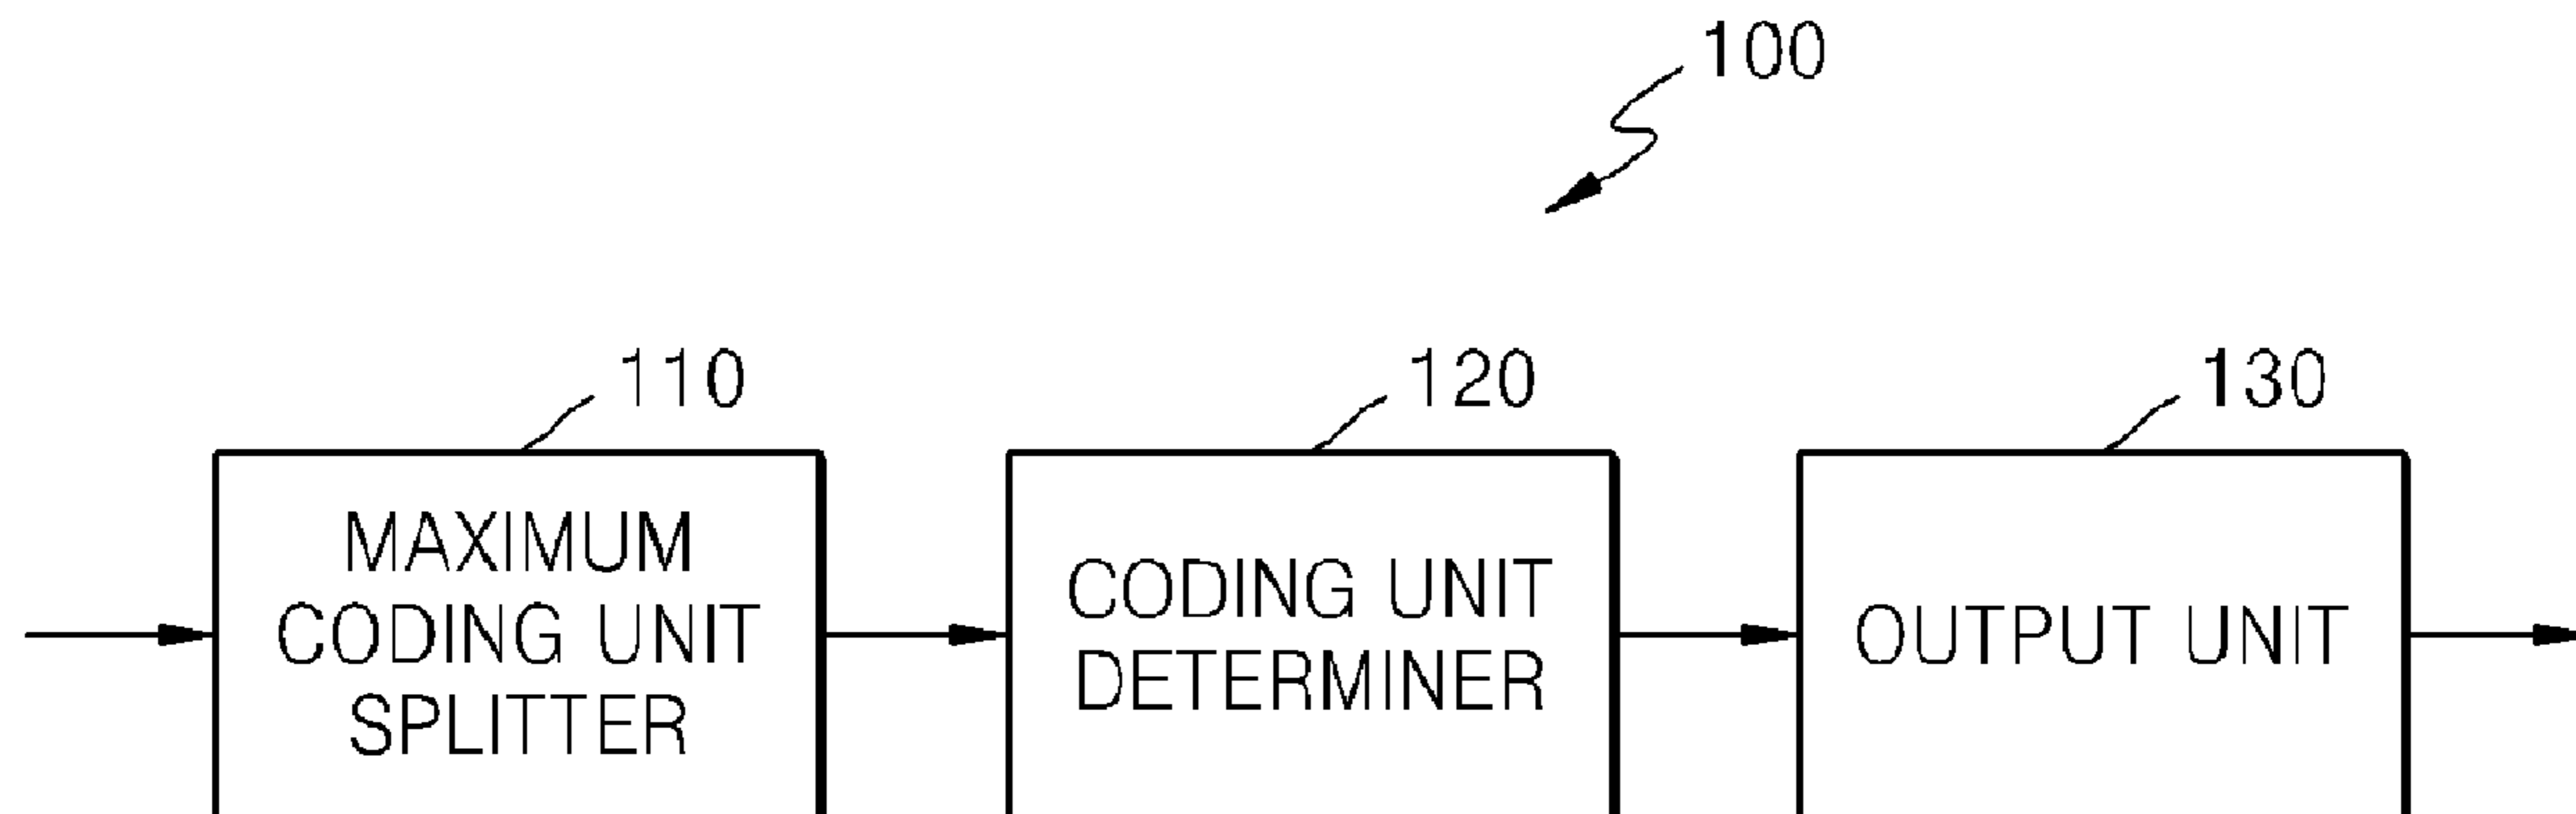 100
110
120
130
MAXIMUM
CODING UNIT
SPLITTER
CODING UNIT
DETERMINER
OUTPUT UNIT